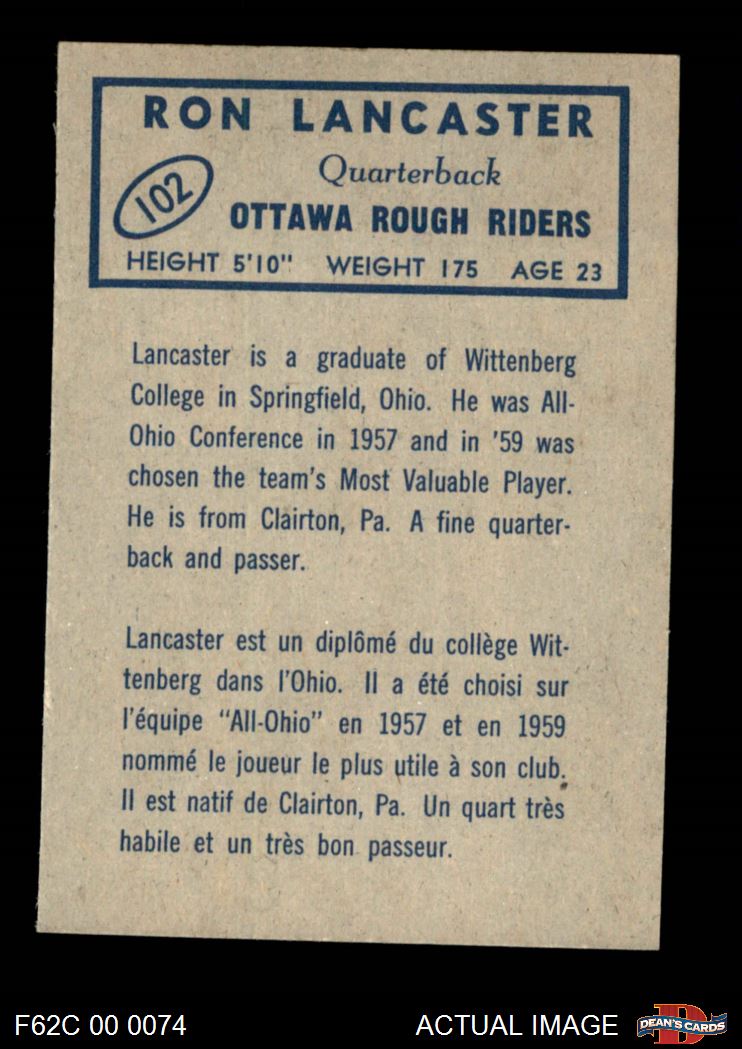 RON LANCASTER
Quarterback
102
OTTAWA ROUGH RIDERS
HEIGHT 5'10" WEIGHT 175 AGE 23
Lancaster is a graduate of Wittenberg
College in Springfield, Ohio. He was All-
Ohio Conference in 1957 and in '59 was
chosen the team's Most Valuable Player.
He is from Clairton, Pa. A fine quarter-
back and passer.
Lancaster est un diplômé du collège Wit-
tenberg dans l'Ohio. Il a été choisi sur
l'équipe "All-Ohio" en 1957 et en 1959
nommé le joueur le plus utile à son club.
Il est natif de Clairton, Pa. Un quart très
habile et un très bon passeur.
F62C 00 0074
ACTUAL IMAGE
D
DEAN'S CARDS